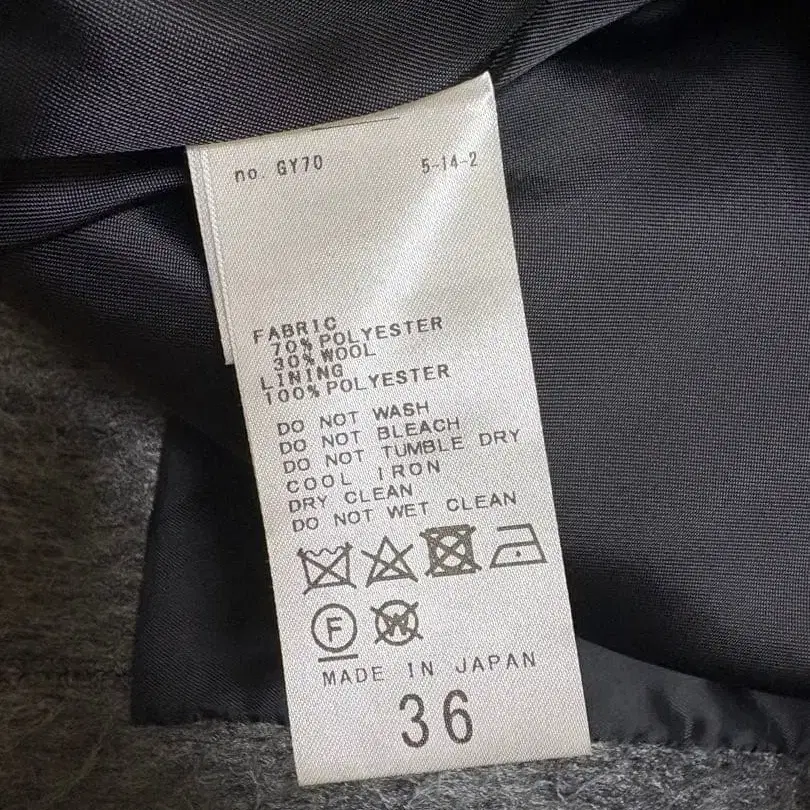 no. GY70 5-14-2
FABRIC
70% POLYESTER
30% WOOL
LINING
100% POLYESTER
DO NOT WASH
DO NOT BLEACH
DO NOT TUMBLE DRY
COOL IRON
DRY CLEAN
DO NOT WET CLEAN
F W
MADE IN JAPAN
36